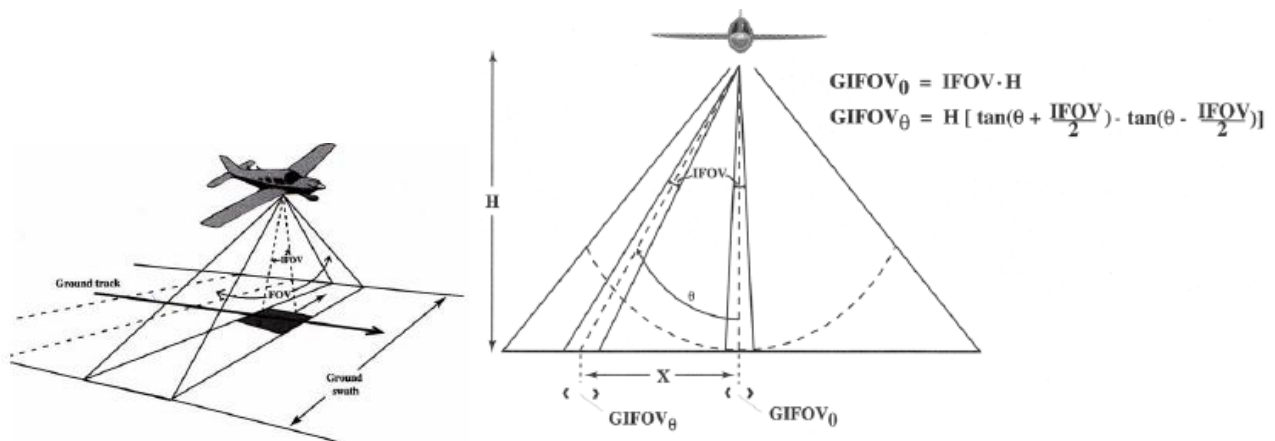 IFOV
FOV
Ground track
Ground
swath
H
GIFOV0 = IFOV · H
GIFOVθ = H [ tan(θ + IFOV/2) - tan(θ - IFOV/2)]
IFOV
θ
X
GIFOVθ
GIFOV0